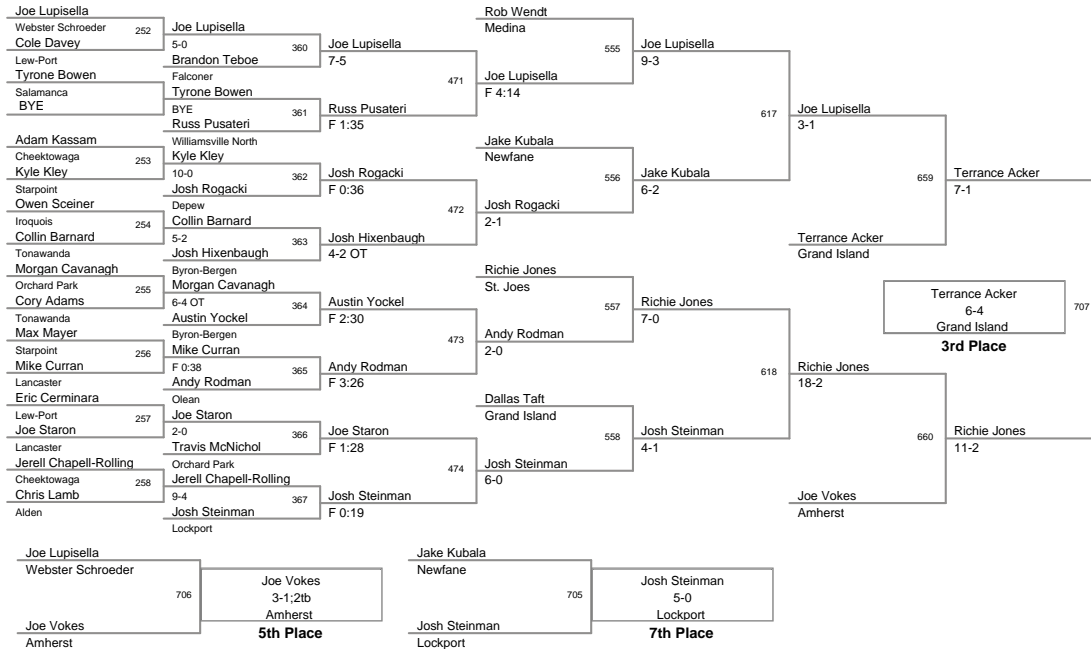 Joe Lupisella
Webster Schroeder
252
Cole Davey
Lew-Port
Tyrone Bowen
Salamanca
BYE
Adam Kassam
Cheektowaga
253
Kyle Kley
Starpoint
Owen Sceiner
Iroquois
254
Collin Barnard
Tonawanda
Morgan Cavanagh
Orchard Park
255
Cory Adams
Tonawanda
Max Mayer
Starpoint
256
Mike Curran
Lancaster
Eric Cerminara
Lew-Port
257
Joe Staron
Lancaster
Jerell Chapell-Rolling
Cheektowaga
258
Chris Lamb
Alden
Joe Lupisella
5-0
360
Brandon Teboe
Falconer
Tyrone Bowen
BYE
361
Russ Pusateri
Williamsville North
Kyle Kley
10-0
362
Josh Rogacki
Depew
Collin Barnard
5-2
363
Josh Hixenbaugh
Byron-Bergen
Morgan Cavanagh
6-4 OT
364
Austin Yockel
Byron-Bergen
Mike Curran
F 0:38
365
Andy Rodman
Olean
Joe Staron
2-0
366
Travis McNichol
Orchard Park
Jerell Chapell-Rolling
9-4
367
Josh Steinman
Lockport
Joe Lupisella
7-5
471
Russ Pusateri
F 1:35
Josh Rogacki
F 0:36
472
Josh Hixenbaugh
4-2 OT
Austin Yockel
F 2:30
473
Andy Rodman
F 3:26
Joe Staron
F 1:28
474
Josh Steinman
F 0:19
Rob Wendt
Medina
555
Joe Lupisella
F 4:14
Jake Kubala
Newfane
556
Josh Rogacki
2-1
Richie Jones
St. Joes
557
Andy Rodman
2-0
Dallas Taft
Grand Island
558
Josh Steinman
6-0
Joe Lupisella
9-3
617
Jake Kubala
6-2
Richie Jones
7-0
618
Josh Steinman
4-1
Joe Lupisella
3-1
659
Terrance Acker
Grand Island
Richie Jones
18-2
660
Joe Vokes
Amherst
Terrance Acker
7-1
Terrance Acker
6-4
707
Grand Island
3rd Place
Richie Jones
11-2
Joe Lupisella
Webster Schroeder
706
Joe Vokes
Amherst
Joe Vokes
3-1;2tb
Amherst
5th Place
Jake Kubala
Newfane
705
Josh Steinman
Lockport
Josh Steinman
5-0
Lockport
7th Place